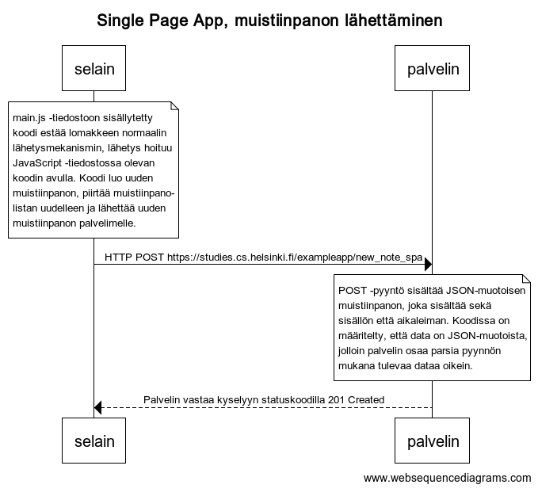 Single Page App, muistiinpanon lähettäminen
selain
palvelin
main.js -tiedostoon sisällytetty
koodi estää lomakkeen normaalin
lähetysmekanismin, lähetys hoituu
JavaScript -tiedostossa olevan
koodin avulla. Koodi luo uuden
muistiinpanon, piirtää muistiinpano-
listan uudelleen ja lähettää uuden
muistiinpanon palvelimelle.
HTTP POST https://studies.cs.helsinki.fi/exampleapp/new_note_spa
POST -pyyntö sisältää JSON-muotoisen
muistiinpanon, joka sisältää sekä
sisällön että aikaleiman. Koodissa on
määritelty, että data on JSON-muotoista,
jolloin palvelin osaa parsia pyynnön
mukana tulevaa dataa oikein.
Palvelin vastaa kyselyyn statuskoodilla 201 Created
selain
palvelin
www.websequencediagrams.com